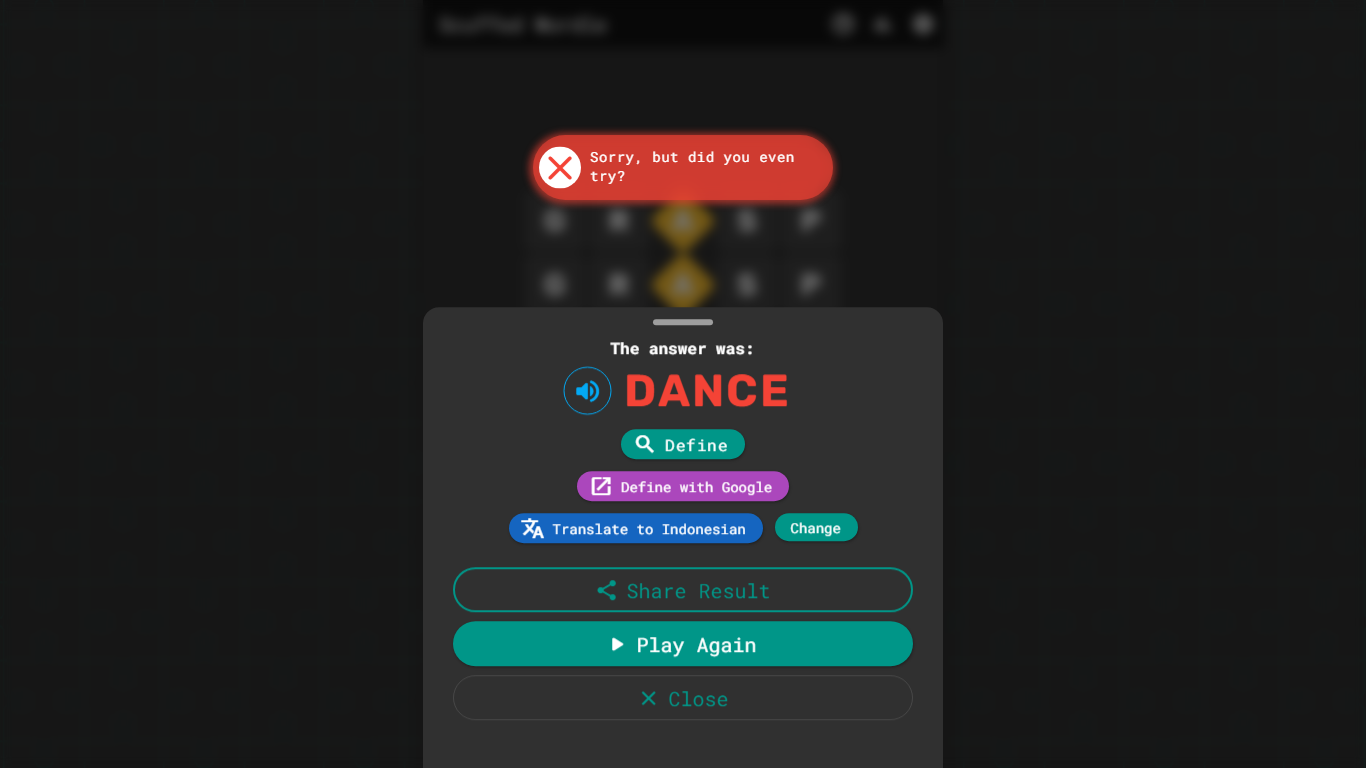 Sorry, but did you even
try?
G R A S P
G R A S P
The answer was:
DANCE
Define
Define with Google
Translate to Indonesian
Change
Share Result
Play Again
Close